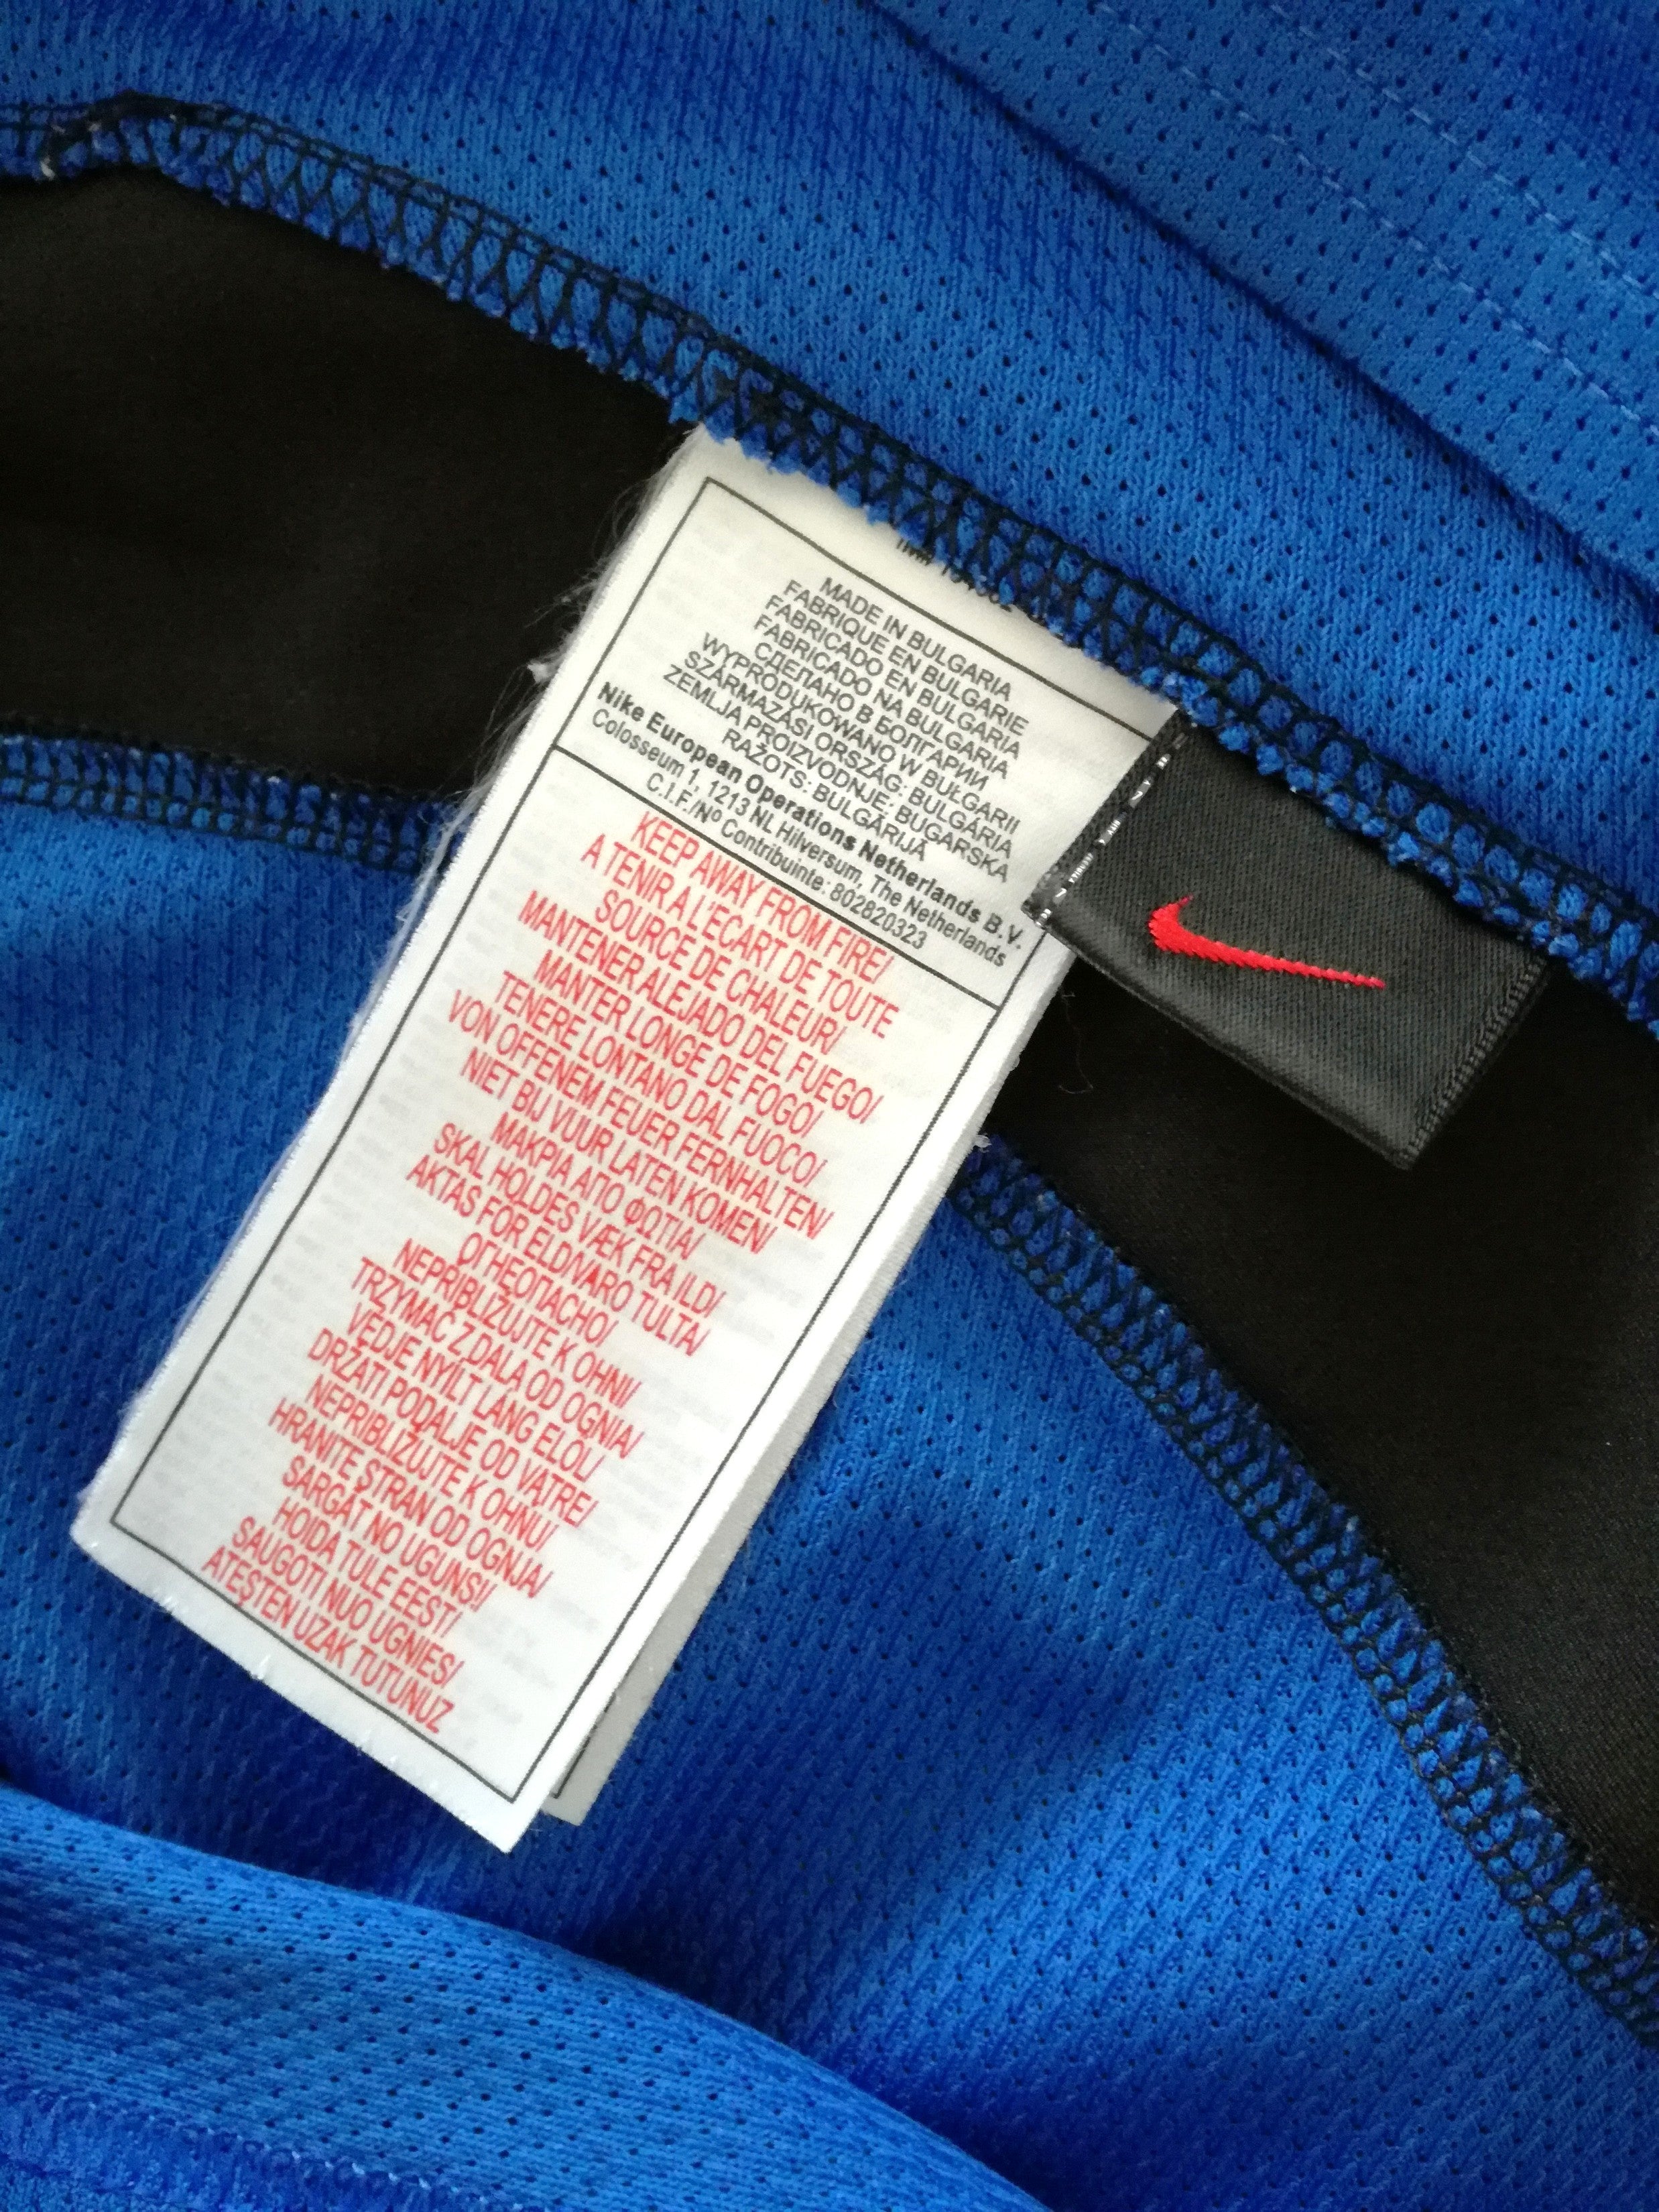 MADE IN BULGARIA
FABRIQUE EN BULGARIE
FABRICADO EN BULGARIA
FABRICADO NA BULGARIA
СДЕЛАНО В БОЛГАРИИ
WYPRODUKOWANO W BUŁGARII
SZÁRMAZÁSI ORSZÁG: BULGÁRIA
ZEMLJA PROIZVODNJE: BUGARSKA
RAŽOTS: BULGĀRIJĀ
Nike European Operations Netherlands B.V.
Colosseum 1, 1213 NL Hilversum, The Netherlands
C.I.F./Nº Contribuinte: 802820323
KEEP AWAY FROM FIRE/
A TENIR A L'ECART DE TOUTE
SOURCE DE CHALEUR/
MANTENER ALEJADO DEL FUEGO/
MANTER LONGE DE FOGO/
TENERE LONTANO DAL FUOCO/
VON OFFENEM FEUER FERNHALTEN/
NIET BIJ VUUR LATEN KOMEN/
ΜΑΚΡΙΑ ΑΠΟ ΦΩΤΙΑ/
SKAL HOLDES VÆK FRA ILD/
AKTAS FÖR ELD/VARO TULTA/
ОГНЕОПАСНО/
NEPŘIBLIŽUJTE K OHNI/
TRZYMAĆ Z DALA OD OGNIA/
VÉDJE NYÍLT LÁNG ELŐL/
DRŽATI PODALJE OD VATRE/
NEPRIBLIŽUJTE K OHŇU/
HRANITE STRAN OD OGNJA/
SARGĀT NO UGUNS!/
HOIDA TULE EEST/
SAUGOTI NUO UGNIES/
ATEŞTEN UZAK TUTUNUZ